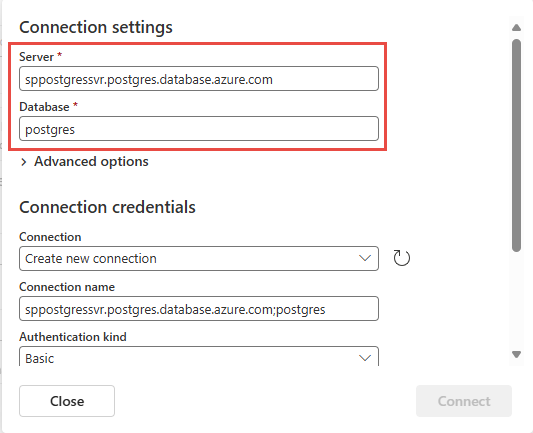 Connection settings
Server *
sppostgressvr.postgres.database.azure.com
Database *
postgres
Advanced options
Connection credentials
Connection
Create new connection
Connection name
sppostgressvr.postgres.database.azure.com;postgres
Authentication kind
Basic
Close
Connect